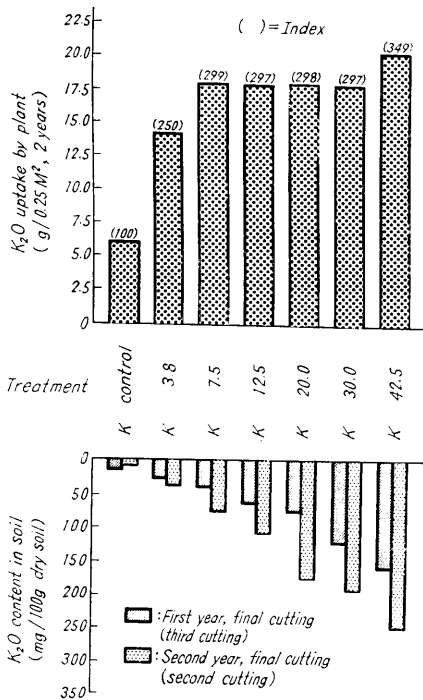 ( )=Index
K₂O uptake by plant
( g/0.25 M², 2 years)
22.5
20.0
17.5
15.0
12.5
10.0
7.5
5.0
2.5
0
(100)
(250)
(299)
(297)
(298)
(297)
(349)
Treatment
K control
K 3.8
K 7.5
K 12.5
K 20.0
K 30.0
K 42.5
K₂O content in soil
(mg/100g dry soil)
0
50
100
150
200
250
300
350
:First year, final cutting
(third cutting)
:Second year, final cutting
(second cutting)